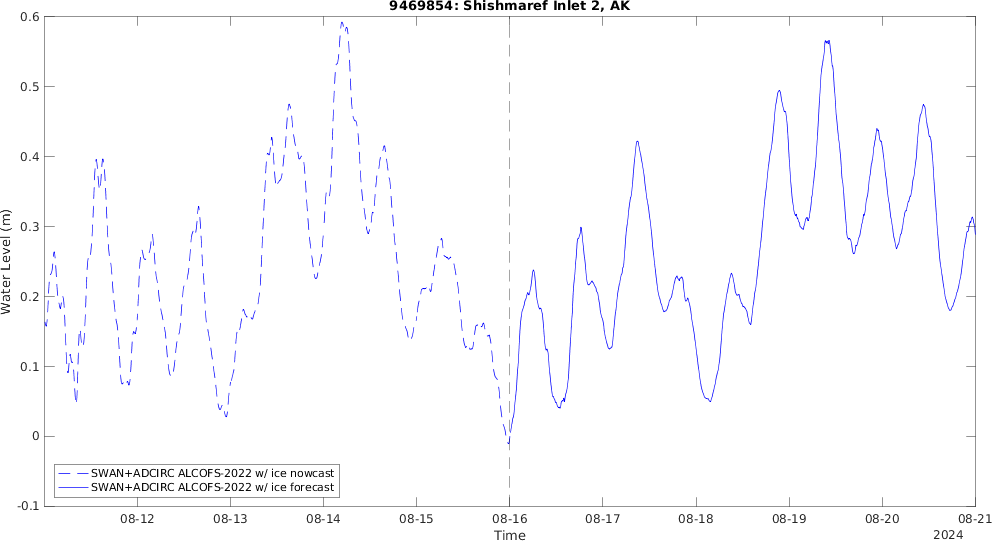 9469854: Shishmaref Inlet 2, AK
Water Level (m)
0.6
0.5
0.4
0.3
0.2
0.1
0
-0.1
SWAN+ADCIRC ALCOFS-2022 w/ ice nowcast
SWAN+ADCIRC ALCOFS-2022 w/ ice forecast
08-12 08-13 08-14 08-15 08-16 08-17 08-18 08-19 08-20 08-21
Time
2024